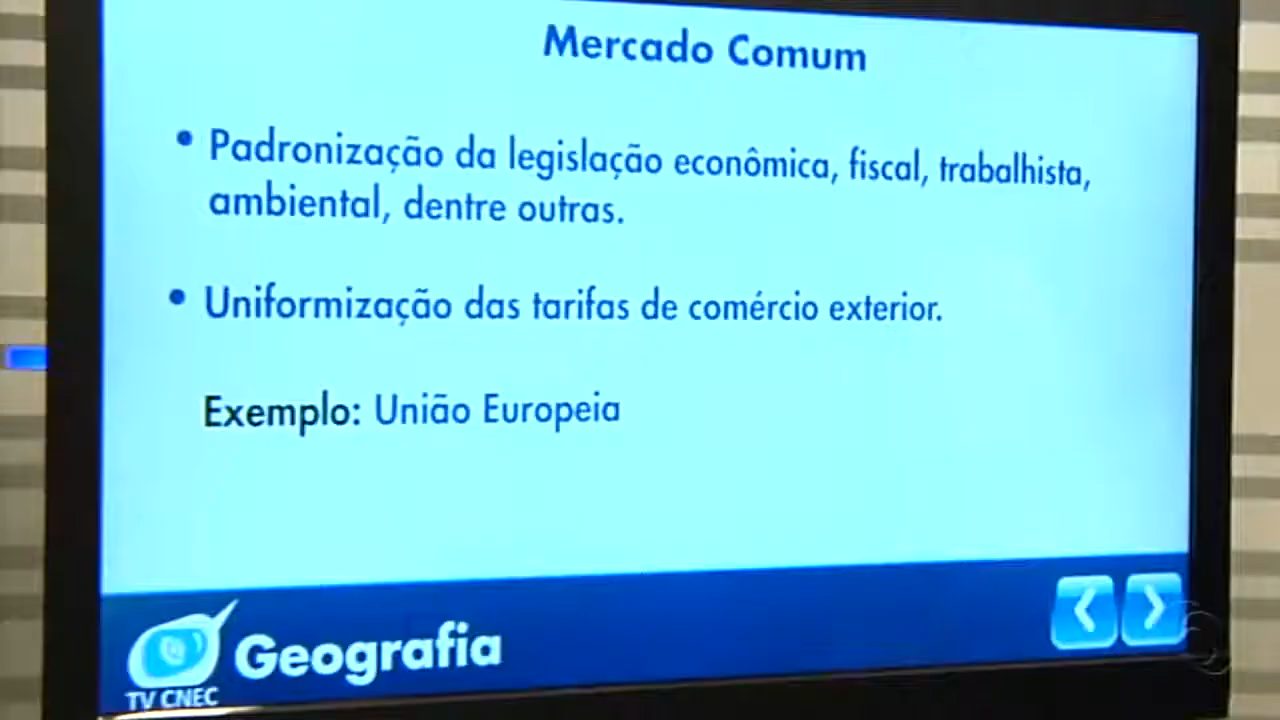 Mercado Comum
• Padronização da legislação econômica, fiscal, trabalhista,
ambiental, dentre outras.
• Uniformização das tarifas de comércio exterior.
Exemplo: União Europeia
Geografia
TV CNEC